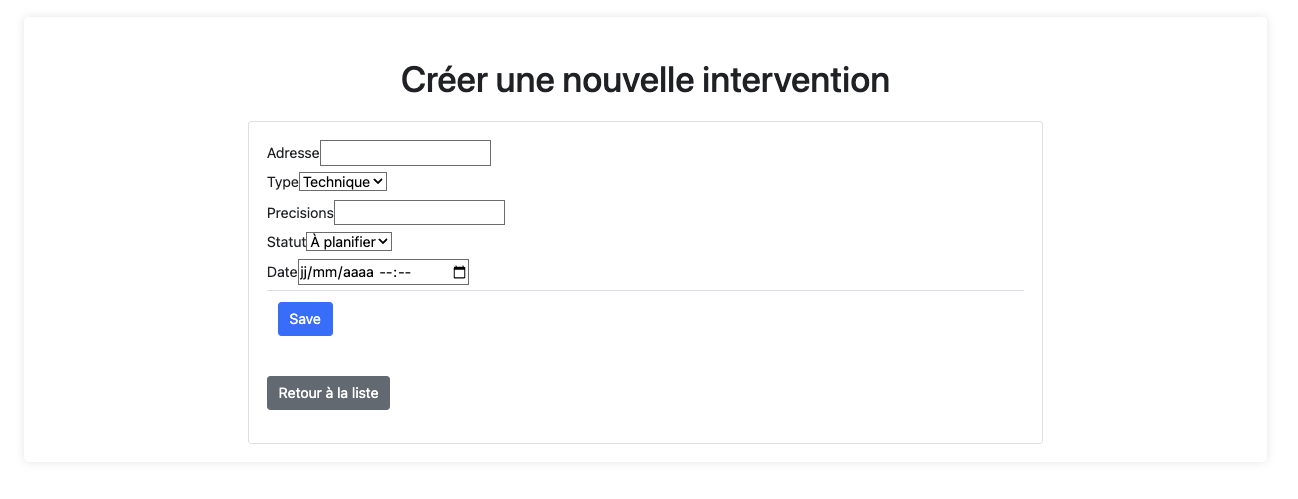 Créer une nouvelle intervention
Adresse
Type Technique
Precisions
Statut À planifier
Date jj/mm/aaaa --:--
Save
Retour à la liste